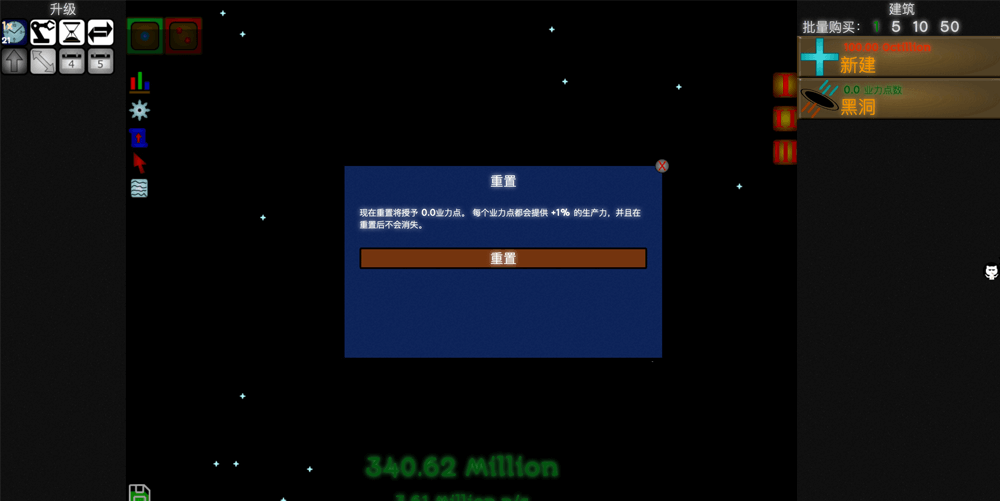 升级
1x
21
4
5
建筑
批量购买: 1 5 10 50
新建
0.0 业力点数
黑洞
重置
X
现在重置将授予 0.0业力点。 每个业力点都会提供 +1% 的生产力，并且在
重置后不会消失。
重置
340.62 Million